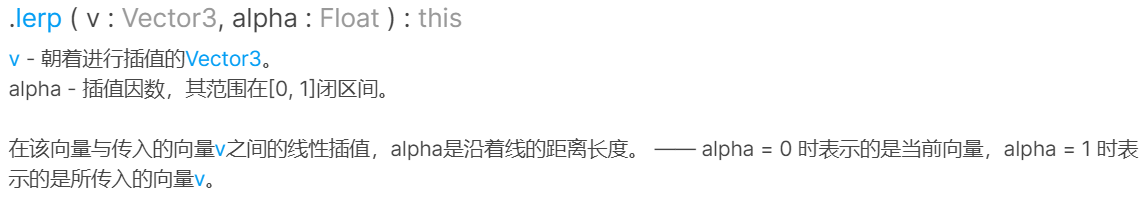 .lerp ( v : Vector3, alpha : Float ) : this
v - 朝着进行插值的Vector3。
alpha - 插值因数，其范围在[0, 1]闭区间。
在该向量与传入的向量v之间的线性插值，alpha是沿着线的距离长度。 —— alpha = 0 时表示的是当前向量，alpha = 1 时表
示的是所传入的向量v。